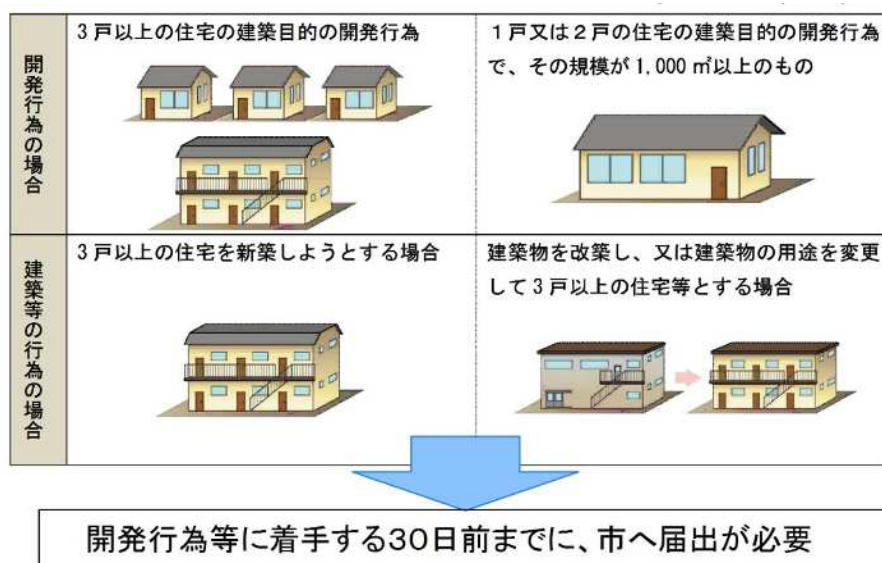 開発行為の場合
3戸以上の住宅の建築目的の開発行為
1戸又は2戸の住宅の建築目的の開発行為
で、その規模が1,000㎡以上のもの
建築等の行為の場合
3戸以上の住宅を新築しようとする場合
建築物を改築し、又は建築物の用途を変更
して3戸以上の住宅等とする場合
開発行為等に着手する30日前までに、市へ届出が必要